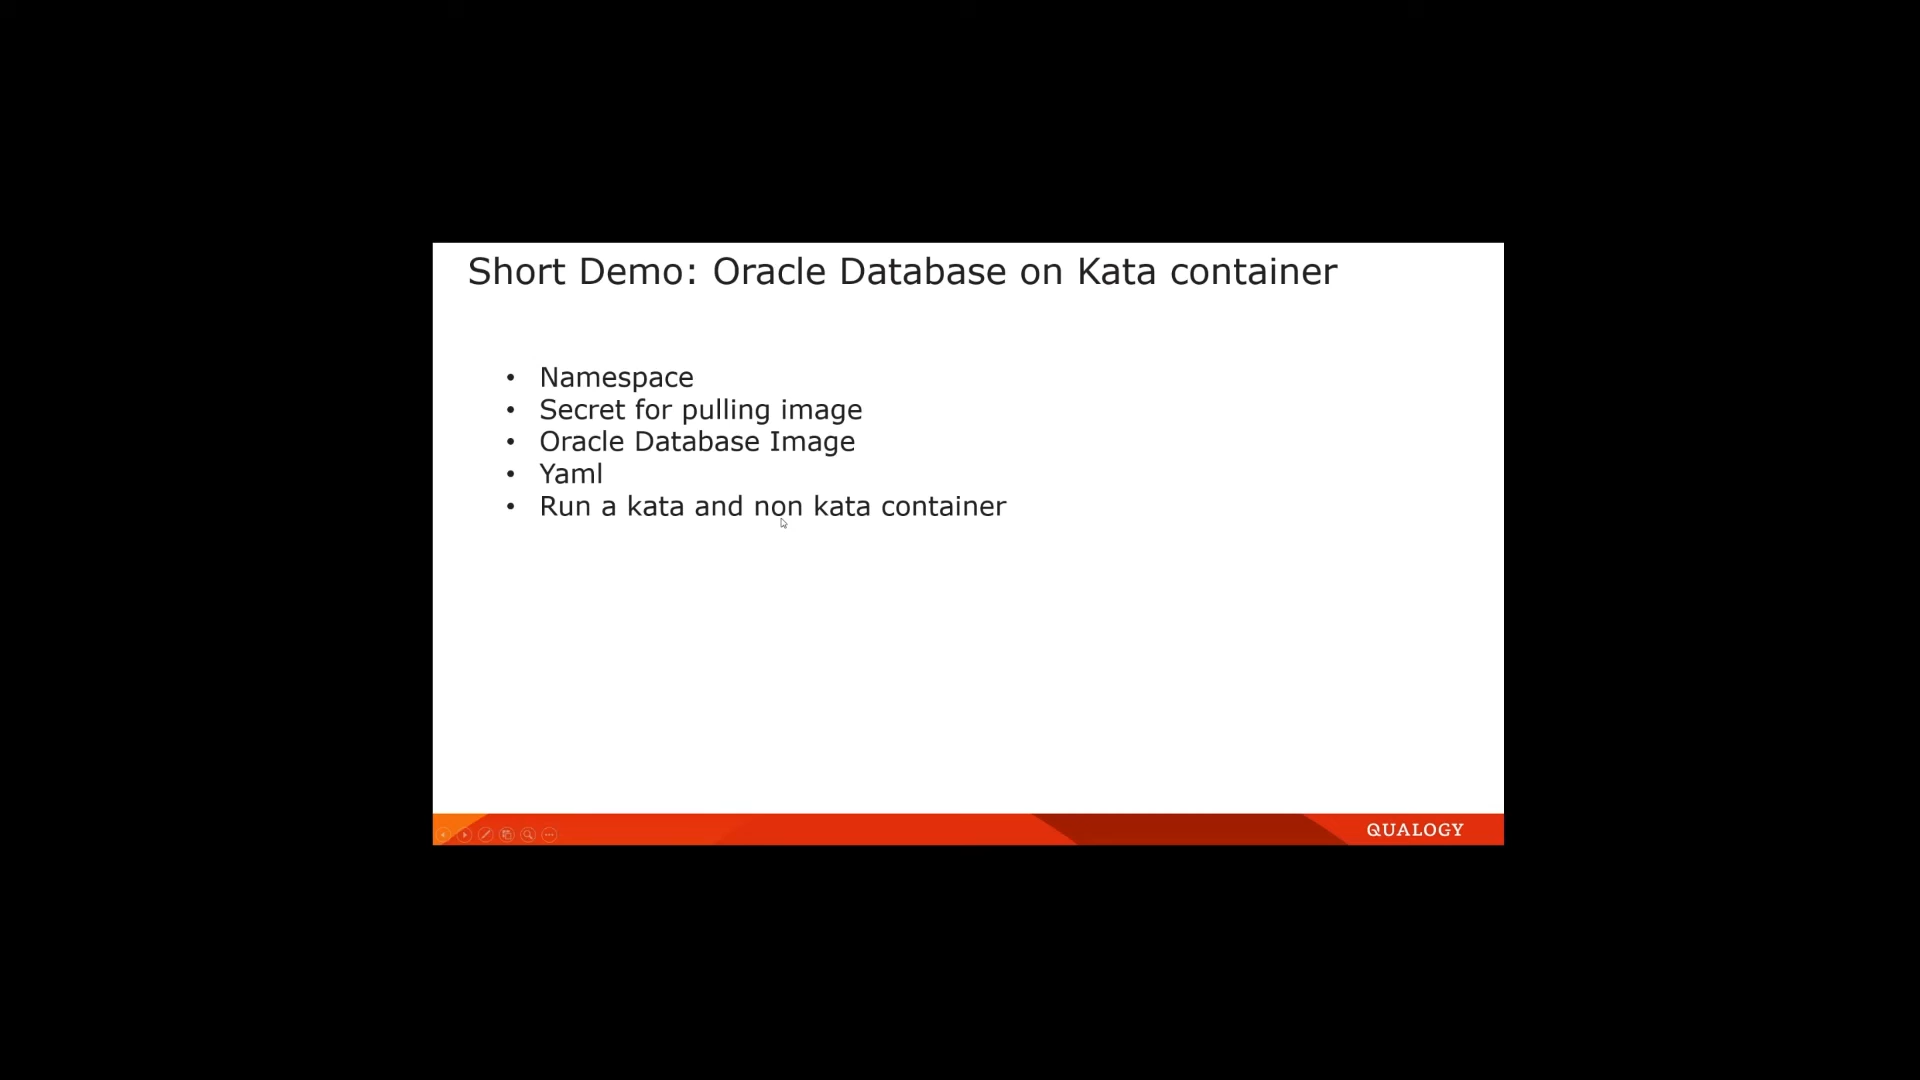 Short Demo: Oracle Database on Kata container
• Namespace
• Secret for pulling image
• Oracle Database Image
• Yaml
• Run a kata and non kata container
QUALOGY